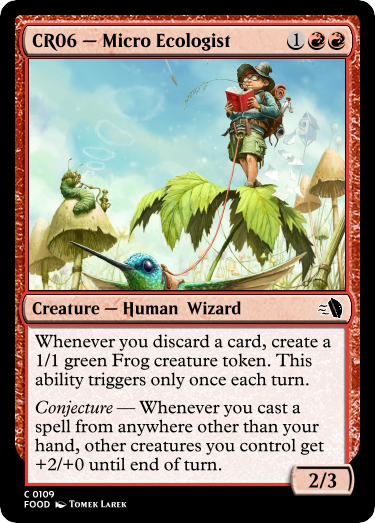 CR06 — Micro Ecologist 1
Creature — Human Wizard
Whenever you discard a card, create a
1/1 green Frog creature token. This
ability triggers only once each turn.
Conjecture — Whenever you cast a
spell from anywhere other than your
hand, other creatures you control get
+2/+0 until end of turn.
2/3
C 0109
FOOD Tomek Larek